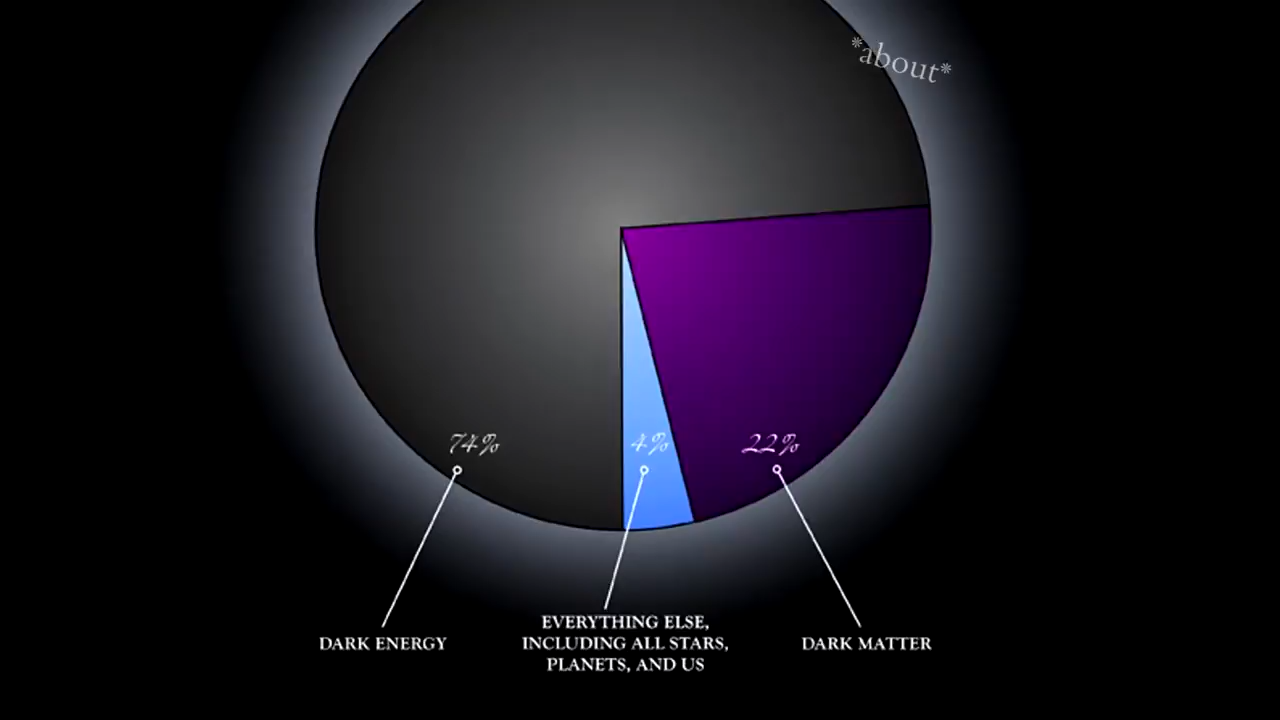 *about*
74%
4%
22%
DARK ENERGY
EVERYTHING ELSE,
INCLUDING ALL STARS,
PLANETS, AND US
DARK MATTER